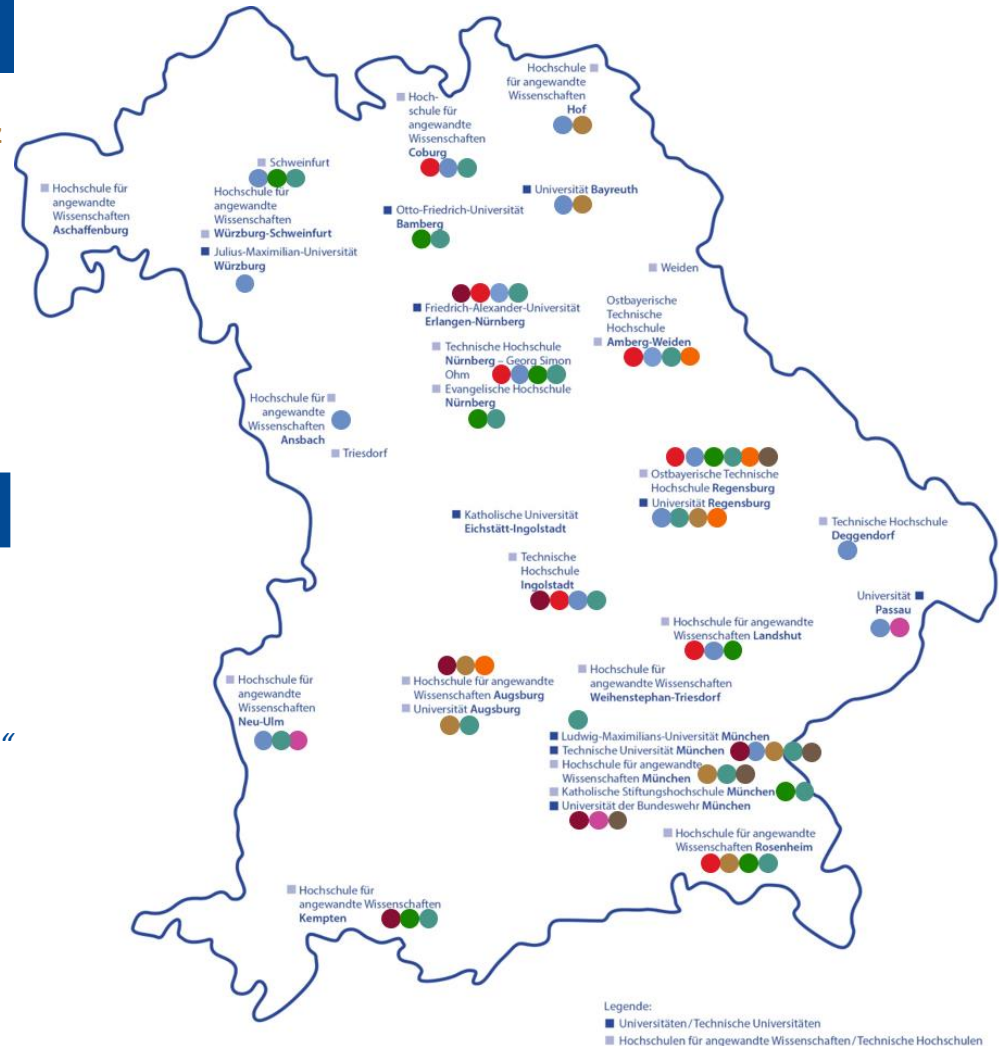 Hochschule
für angewandte
Wissenschaften
Hof
Hoch-
schule für
angewandte
Wissenschaften
Coburg
Schweinfurt
Hochschule für
angewandte
Wissenschaften
Würzburg-Schweinfurt
Julius-Maximilian-Universität
Würzburg
Hochschule für
angewandte
Wissenschaften
Aschaffenburg
Universität Bayreuth
Otto-Friedrich-Universität
Bamberg
Weiden
Ostbayerische
Technische
Hochschule
Amberg-Weiden
Friedrich-Alexander-Universität
Erlangen-Nürnberg
Technische Hochschule
Nürnberg – Georg Simon
Ohm
Evangelische Hochschule
Nürnberg
Hochschule für
angewandte
Wissenschaften
Ansbach
Triesdorf
Ostbayerische Technische
Hochschule Regensburg
Universität Regensburg
Katholische Universität
Eichstätt-Ingolstadt
Technische Hochschule
Deggendorf
Technische
Hochschule
Ingolstadt
Universität
Passau
Hochschule für angewandte
Wissenschaften Landshut
Hochschule für
angewandte
Wissenschaften
Neu-Ulm
Hochschule für angewandte
Wissenschaften Augsburg
Universität Augsburg
Hochschule für
angewandte Wissenschaften
Weihenstephan-Triesdorf
Ludwig-Maximilians-Universität München
Technische Universität München
Hochschule für angewandte
Wissenschaften München
Katholische Stiftungshochschule München
Universität der Bundeswehr München
“
Hochschule für angewandte
Wissenschaften Rosenheim
Hochschule für
angewandte Wissenschaften
Kempten
Legende:
Universitäten/Technische Universitäten
Hochschulen für angewandte Wissenschaften/Technische Hochschulen